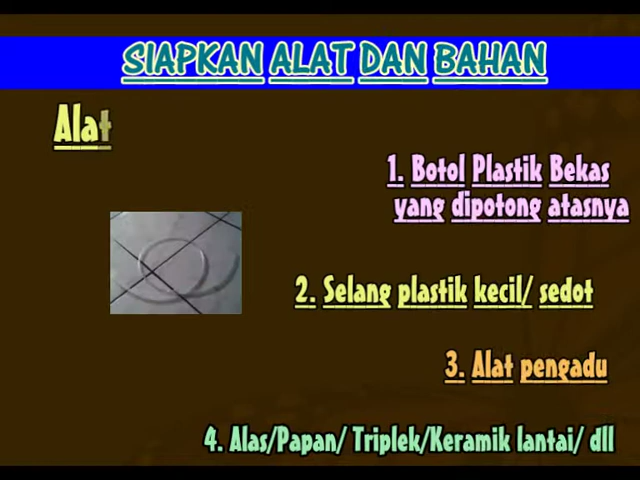 SIAPKAN ALAT DAN BAHAN
Alat
1. Botol Plastik Bekas
yang dipotong atasnya
2. Selang plastik kecil/ sedot
3. Alat pengadu
4. Alas/Papan/ Triplek/Keramik lantai/ dll